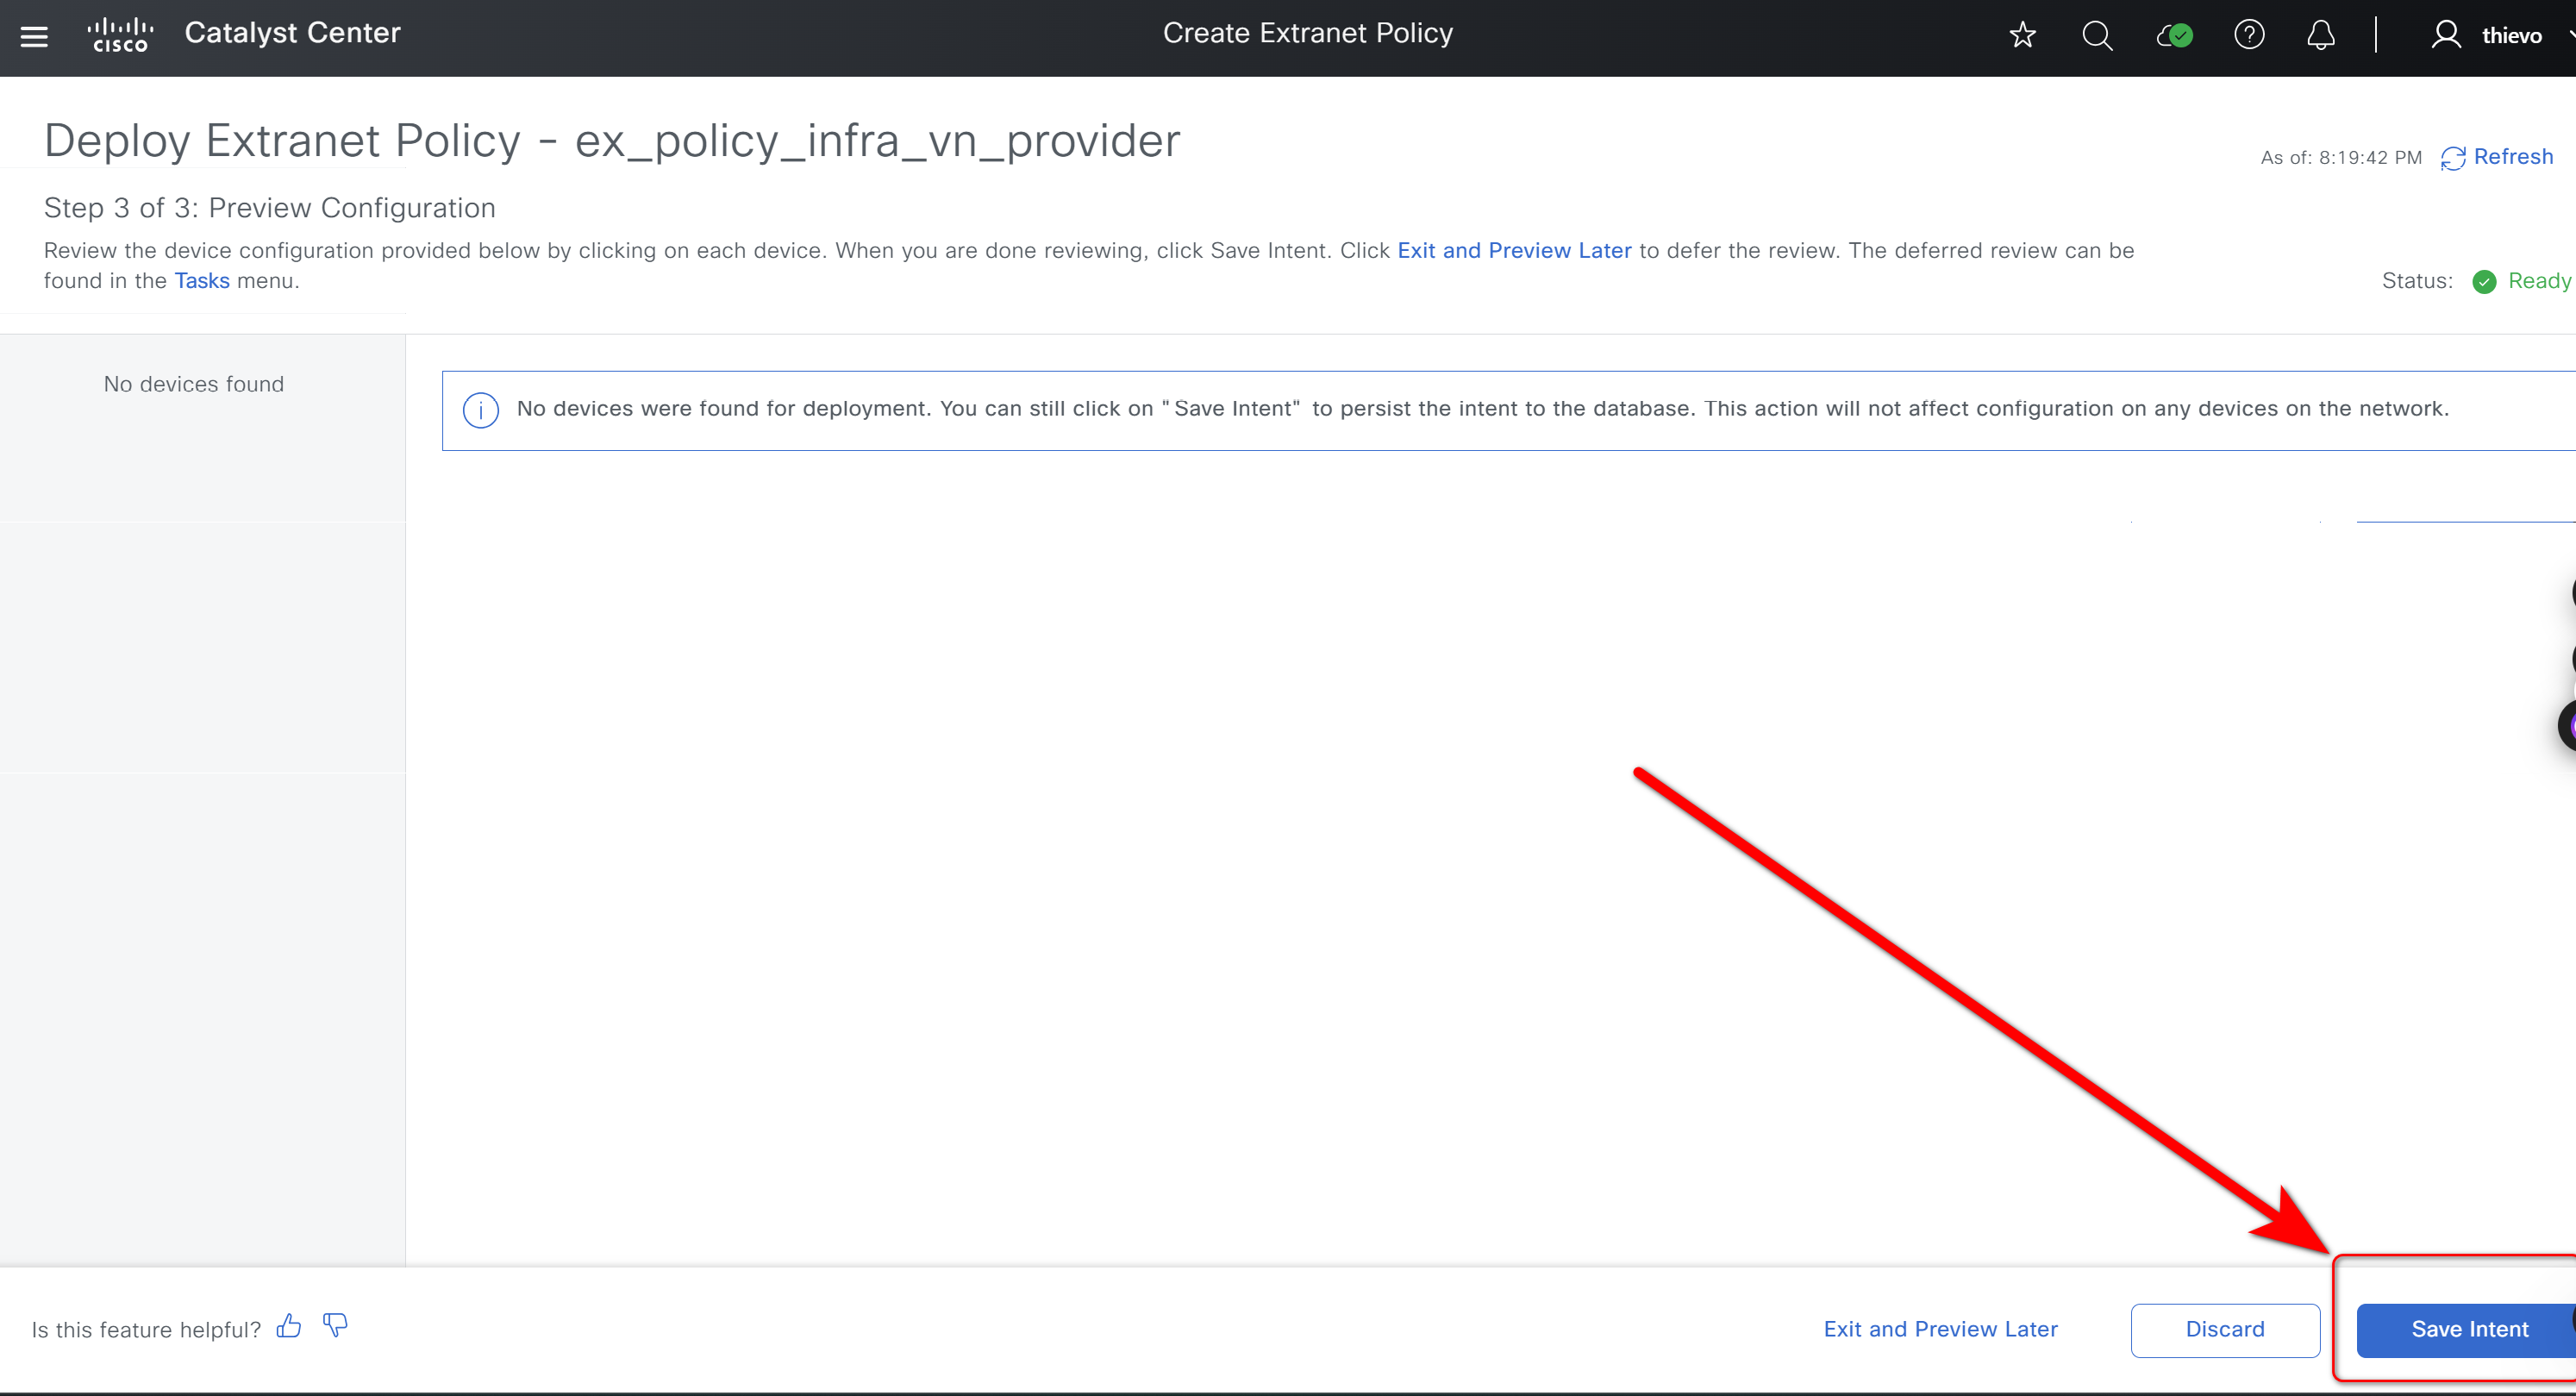 CISCO Catalyst Center
Create Extranet Policy
thievo
Deploy Extranet Policy - ex_policy_infra_vn_provider
As of: 8:19:42 PM Refresh
Step 3 of 3: Preview Configuration
Review the device configuration provided below by clicking on each device. When you are done reviewing, click Save Intent. Click Exit and Preview Later to defer the review. The deferred review can be
found in the Tasks menu.
Status: Ready
No devices found
No devices were found for deployment. You can still click on "Save Intent" to persist the intent to the database. This action will not affect configuration on any devices on the network.
Is this feature helpful?
Exit and Preview Later
Discard
Save Intent